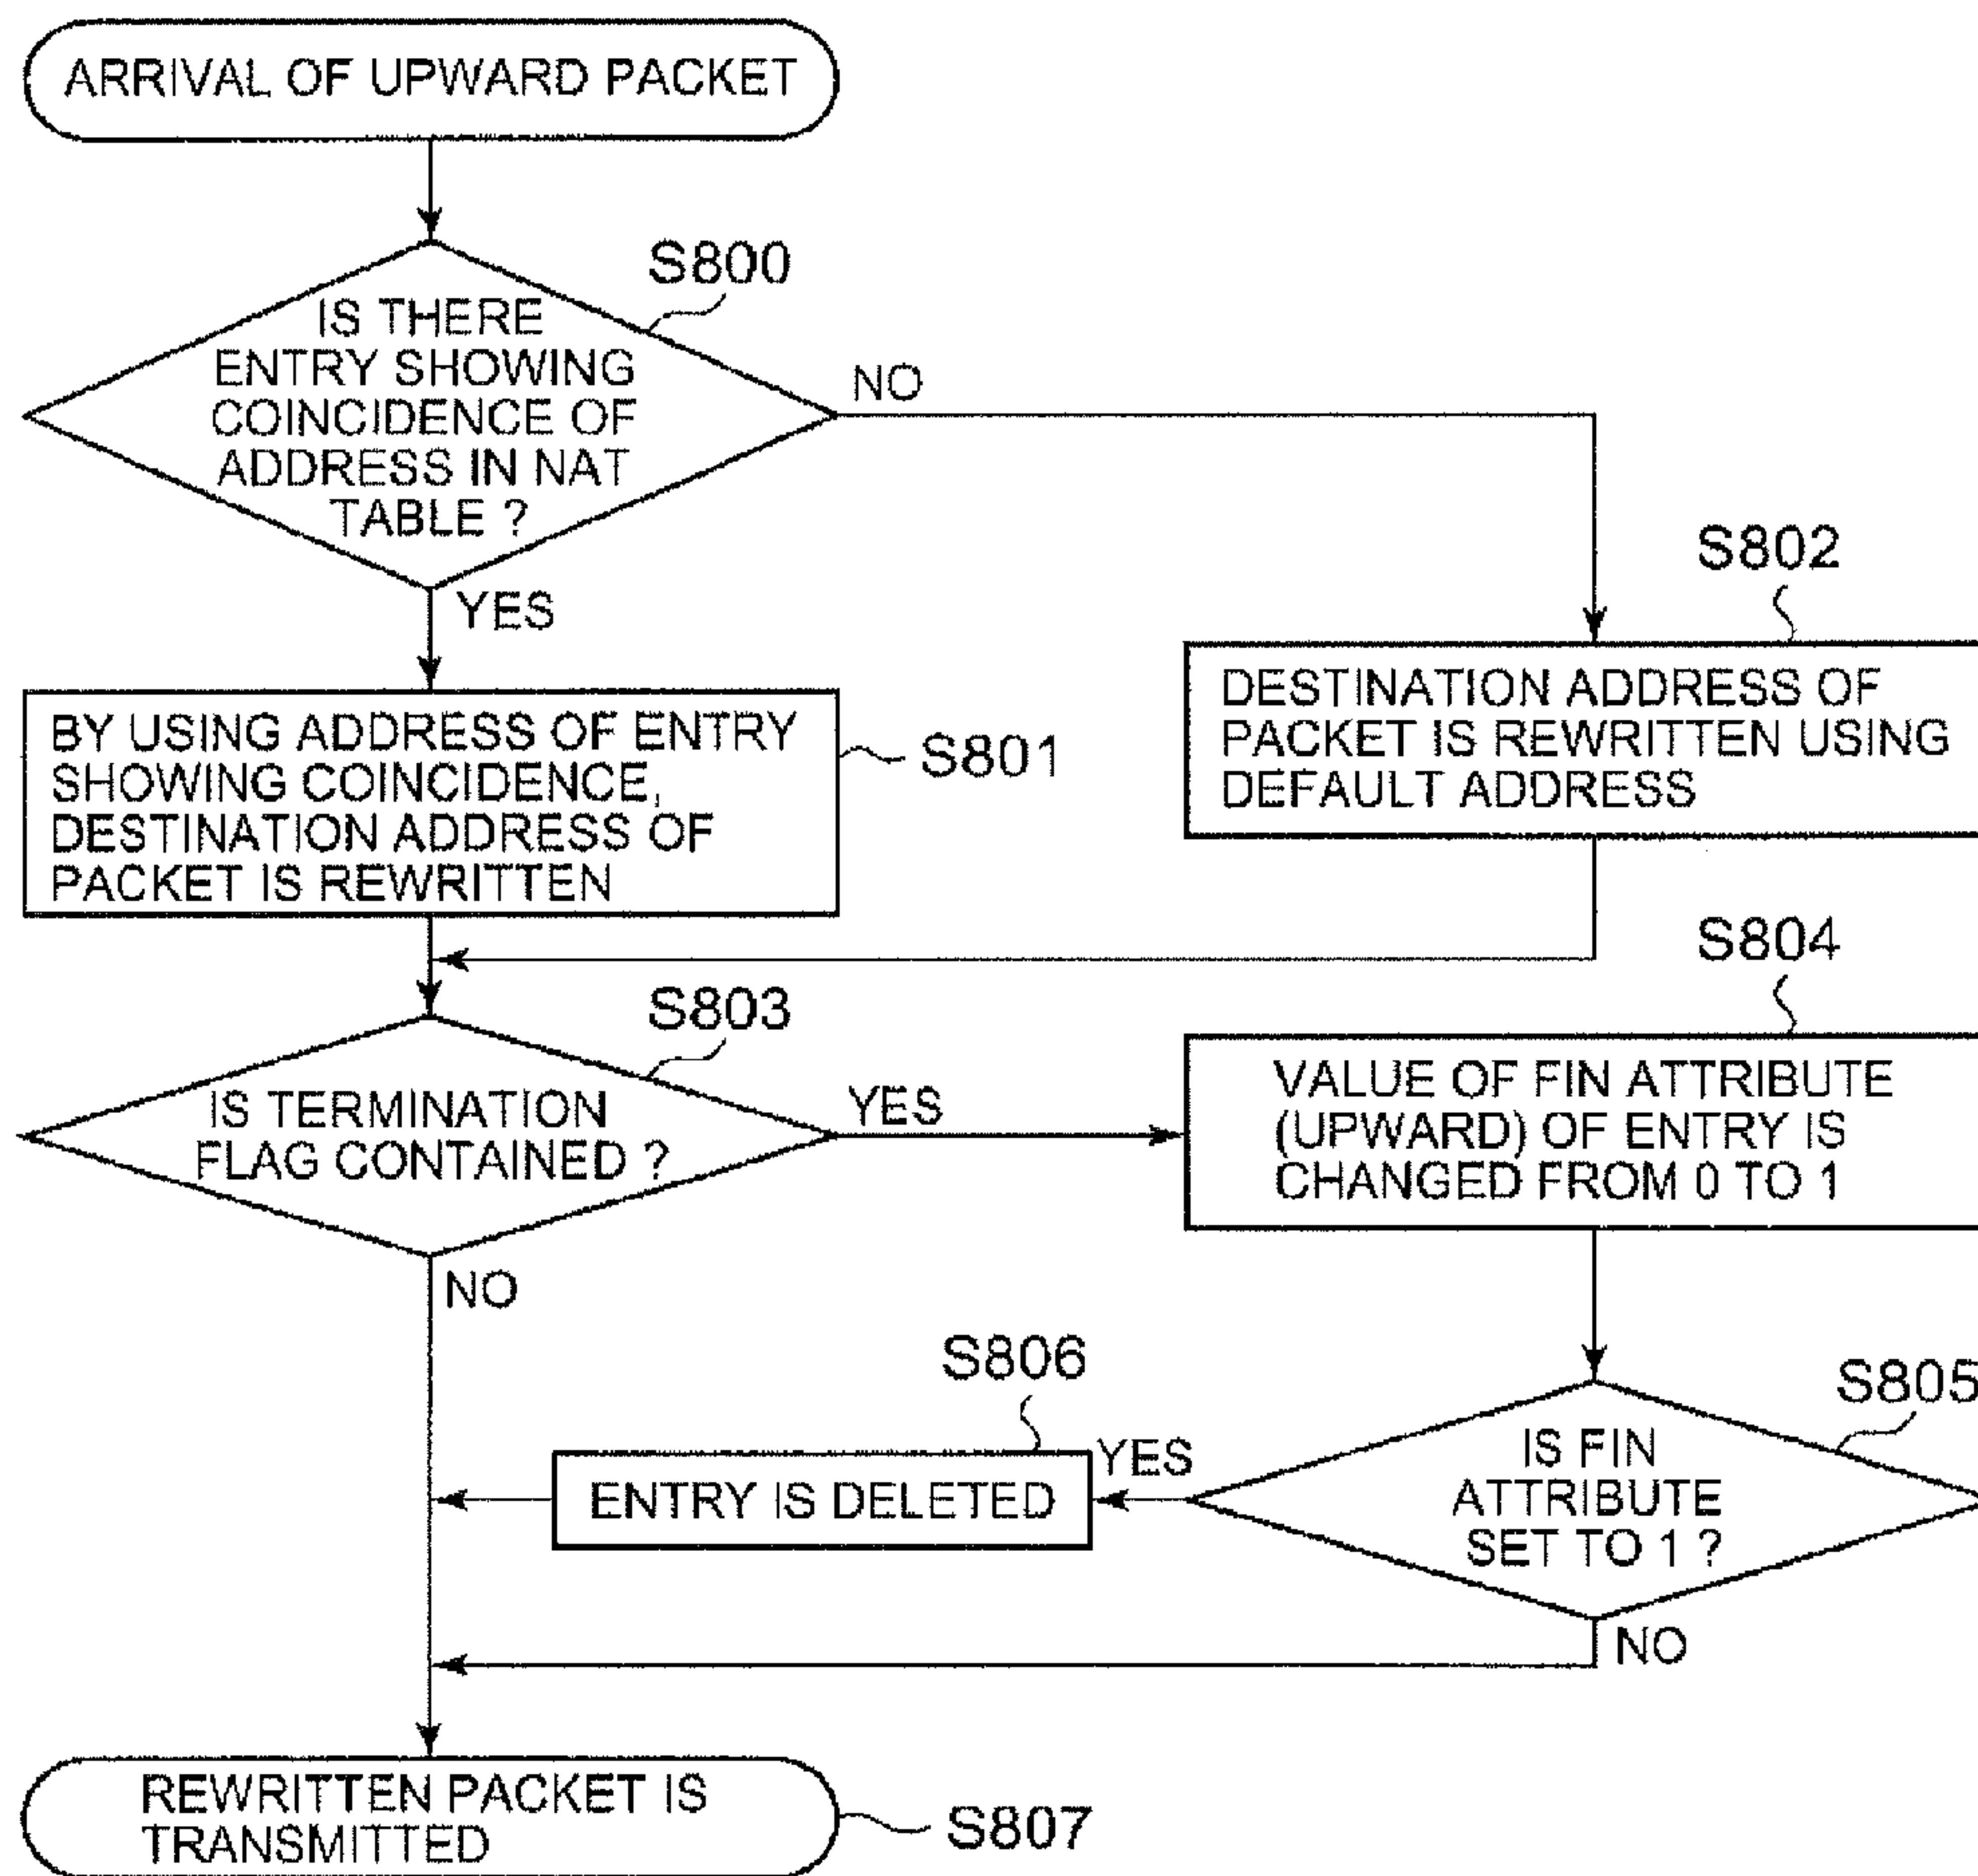 ARRIVAL OF UPWARD PACKET
S800
IS THERE
ENTRY SHOWING
COINCIDENCE OF
ADDRESS IN NAT
TABLE ?
NO
YES
S802
DESTINATION ADDRESS OF
PACKET IS REWRITTEN USING
DEFAULT ADDRESS
BY USING ADDRESS OF ENTRY
SHOWING COINCIDENCE,
DESTINATION ADDRESS OF
PACKET IS REWRITTEN
S801
S803
IS TERMINATION
FLAG CONTAINED ?
YES
NO
S804
VALUE OF FIN ATTRIBUTE
(UPWARD) OF ENTRY IS
CHANGED FROM 0 TO 1
S805
IS FIN
ATTRIBUTE
SET TO 1 ?
YES
NO
S806
ENTRY IS DELETED
REWRITTEN PACKET IS
TRANSMITTED
S807